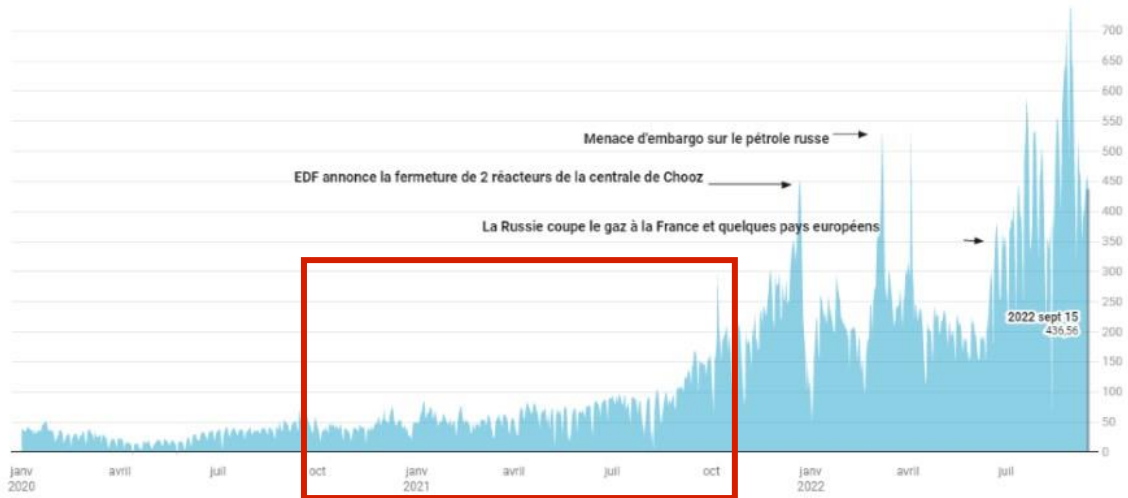 700
650
600
550
Menace d'embargo sur le pétrole russe
500
EDF annonce la fermeture de 2 réacteurs de la centrale de Chooz
450
400
La Russie coupe le gaz à la France et quelques pays européens
350
300
250
2022 sept 15
436,56
200
150
100
50
0
janv avril juil oct janv avril juil oct janv avril juil
2020 2021 2022